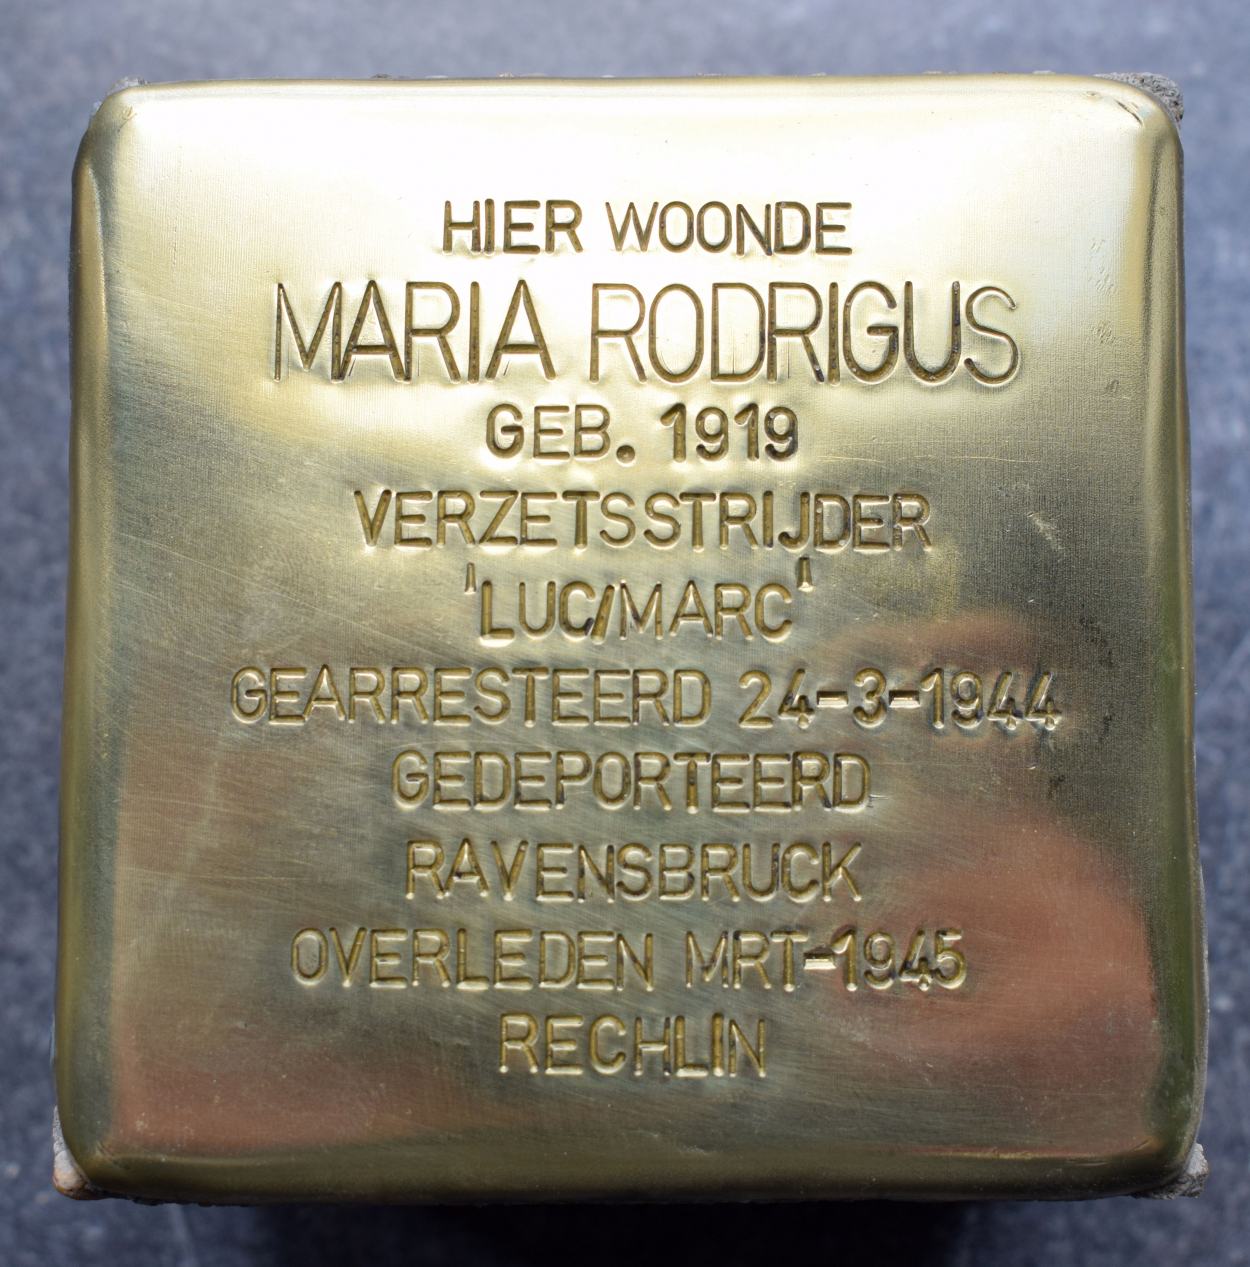 HIER WOONDE
MARIA RODRIGUS
GEB. 1919
VERZETSSTRIJDER
'LUC/MARC'
GEARRESTEERD 24-3-1944
GEDEPORTEERD
RAVENSBRUCK
OVERLEDEN MRT-1945
RECHLIN